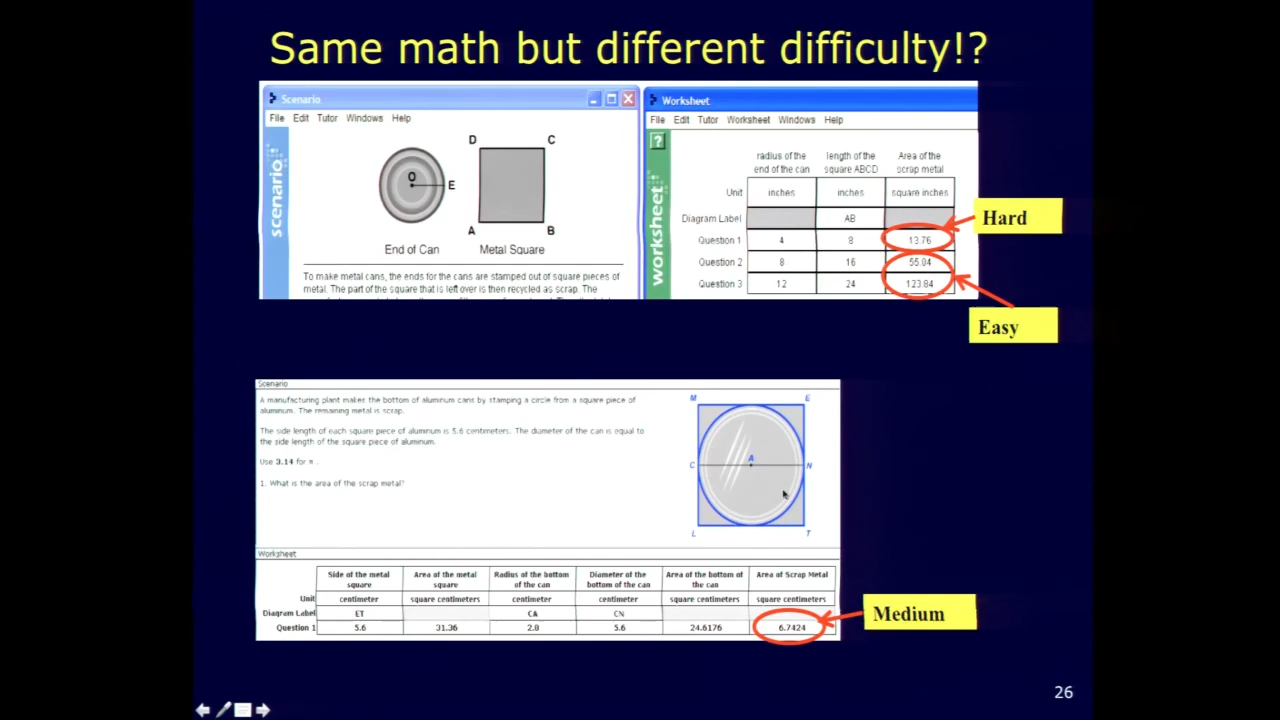 Same math but different difficulty!?
Scenario
File Edit Tutor Windows Help
scenario
D C
O
E
A B
End of Can Metal Square
To make metal cans, the ends for the cans are stamped out of square pieces of
metal. The part of the square that is left over is then recycled as scrap. The
Worksheet
File Edit Tutor Worksheet Windows Help
?
worksheet
radius of the length of the Area of the
end of the can square ABCD scrap metal
Unit inches inches square inches
Diagram Label AB
Question 1 4 8 13.76
Question 2 8 16 55.04
Question 3 12 24 123.84
Hard
Easy
Scenario
A manufacturing plant makes the bottom of aluminum cans by stamping a circle from a square piece of
aluminum. The remaining metal is scrap.
The side length of each square piece of aluminum is 5.6 centimeters. The diameter of the can is equal to
the side length of the square piece of aluminum.
Use 3.14 for π .
1. What is the area of the scrap metal?
M E
A
C N
L T
Worksheet
Side of the metal Area of the metal Radius of the bottom Diameter of the Area of the bottom of Area of Scrap Metal
square square of the can bottom of the can the can
Unit centimeter square centimeters centimeter centimeter square centimeters square centimeters
Diagram Label ET CA CN
Question 1 5.6 31.36 2.8 5.6 24.6176 6.7424
Medium
26